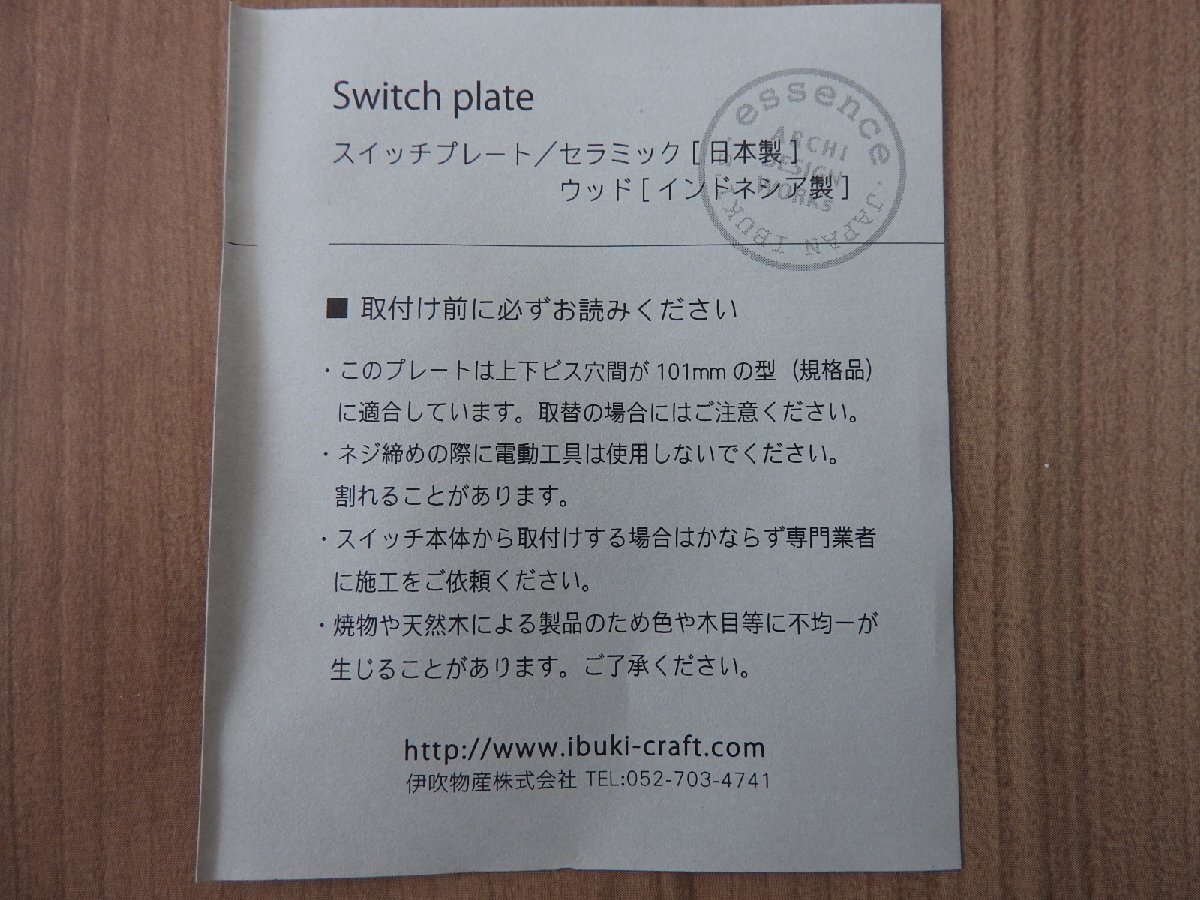 Switch plate
スイッチプレート／セラミック [ 日本製 ]
ウッド [ インドネシア製 ]
essence
ARCHI
DESIGN
WORKS
・JAPAN IBUKI・
■ 取付け前に必ずお読みください
・このプレートは上下ビス穴間が 101mm の型（規格品）
に適合しています。取替の場合にはご注意ください。
・ネジ締めの際に電動工具は使用しないでください。
割れることがあります。
・スイッチ本体から取付けする場合はかならず専門業者
に施工をご依頼ください。
・焼物や天然木による製品のため色や木目等に不均一が
生じることがあります。ご了承ください。
http://www.ibuki-craft.com
伊吹物産株式会社 TEL:052-703-4741